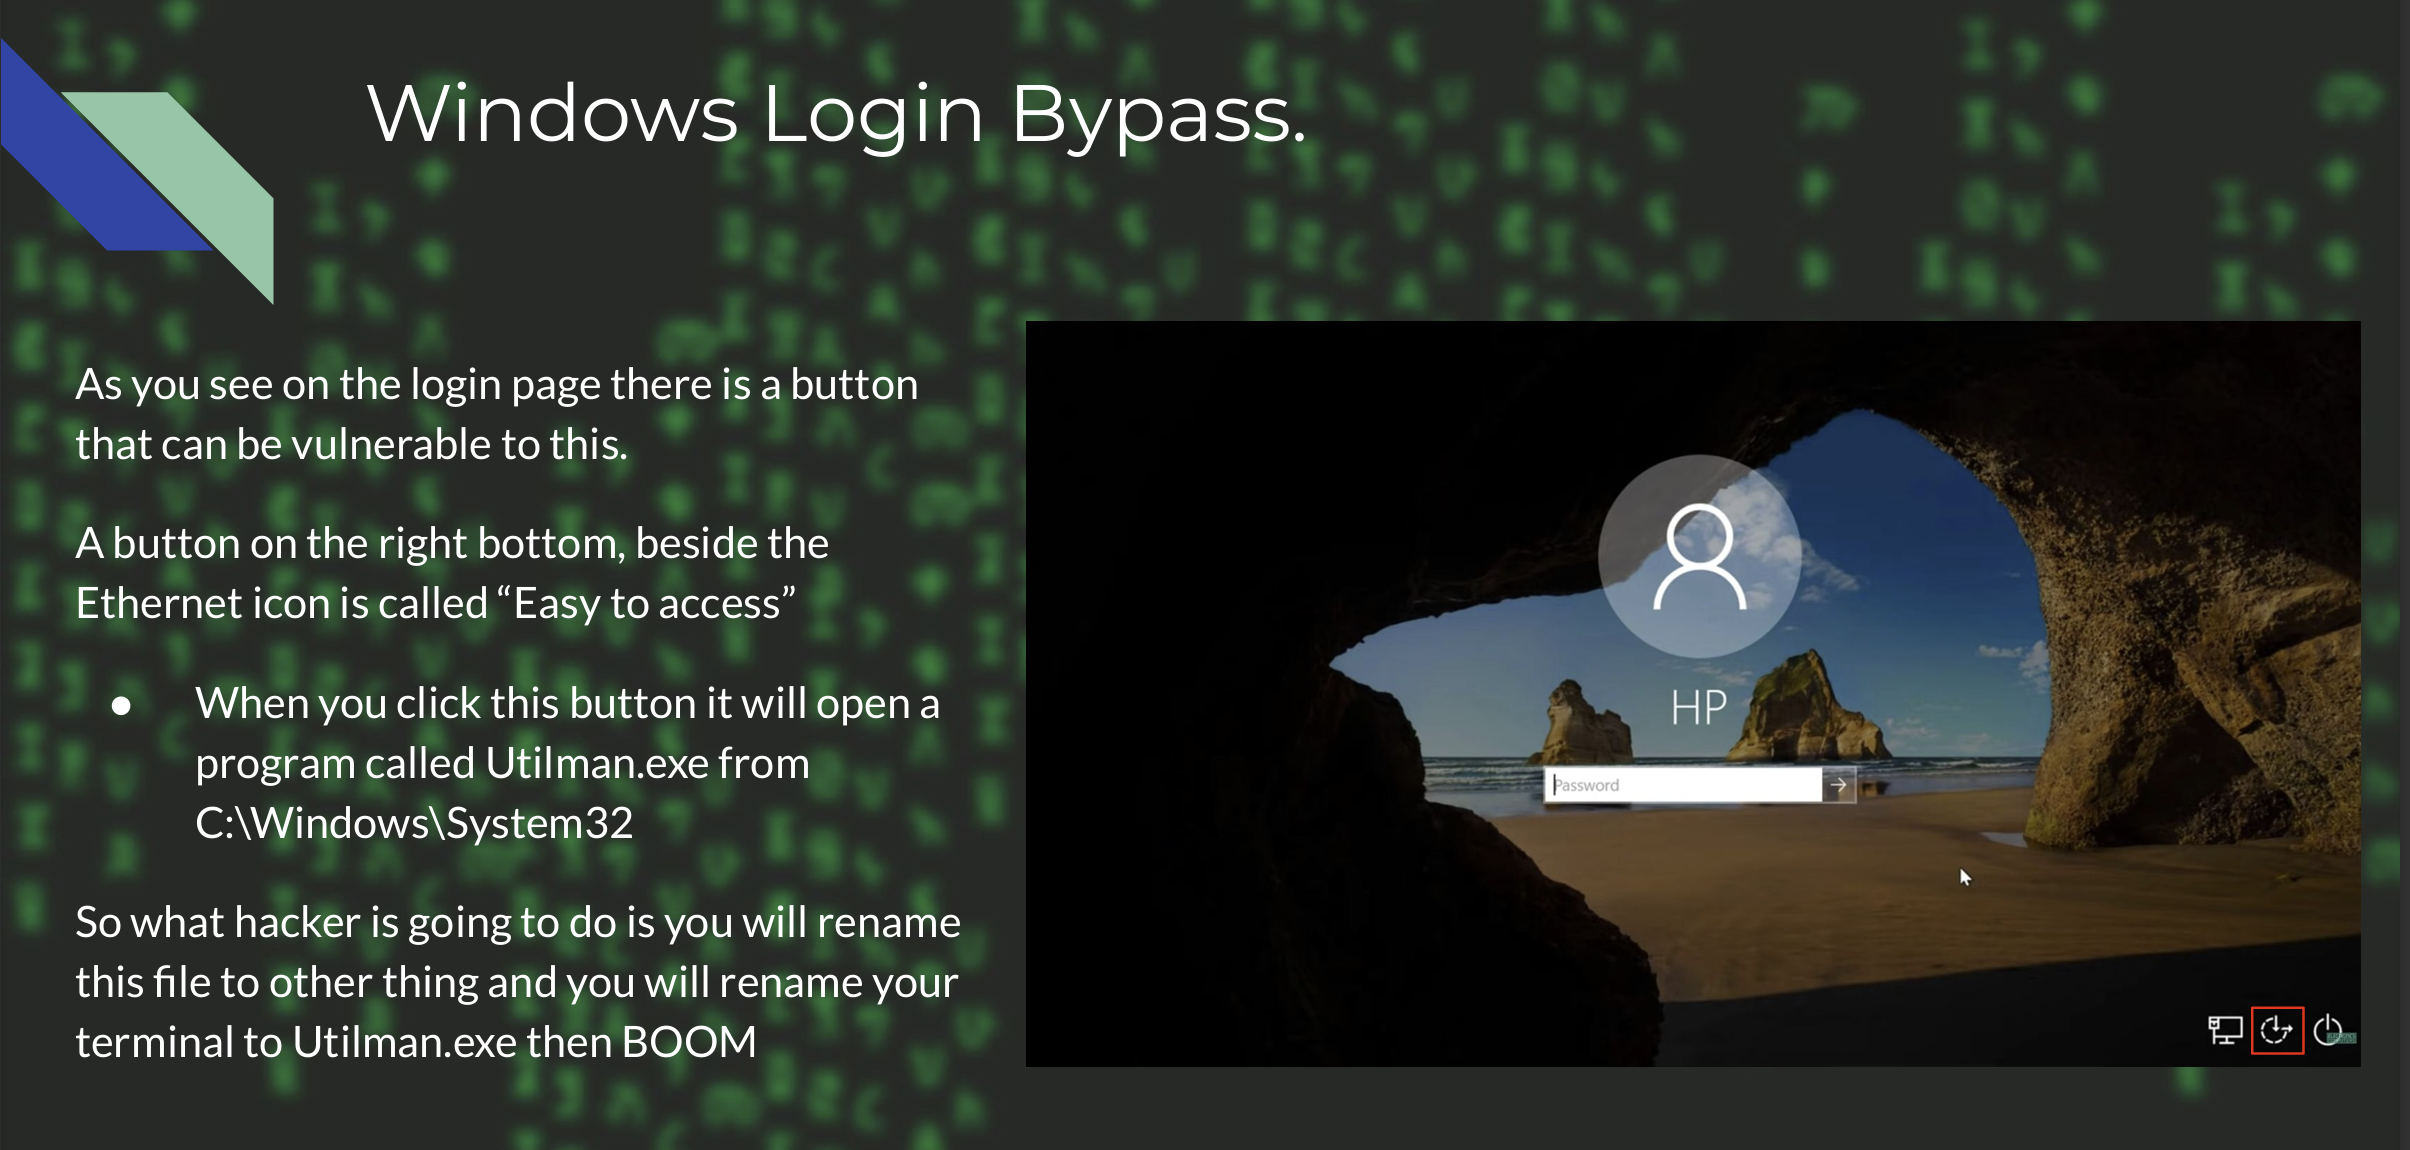 Windows Login Bypass.
As you see on the login page there is a button
that can be vulnerable to this.
A button on the right bottom, beside the
Ethernet icon is called “Easy to access”
● When you click this button it will open a
program called Utilman.exe from
C:\Windows\System32
So what hacker is going to do is you will rename
this file to other thing and you will rename your
terminal to Utilman.exe then BOOM
HP
Password